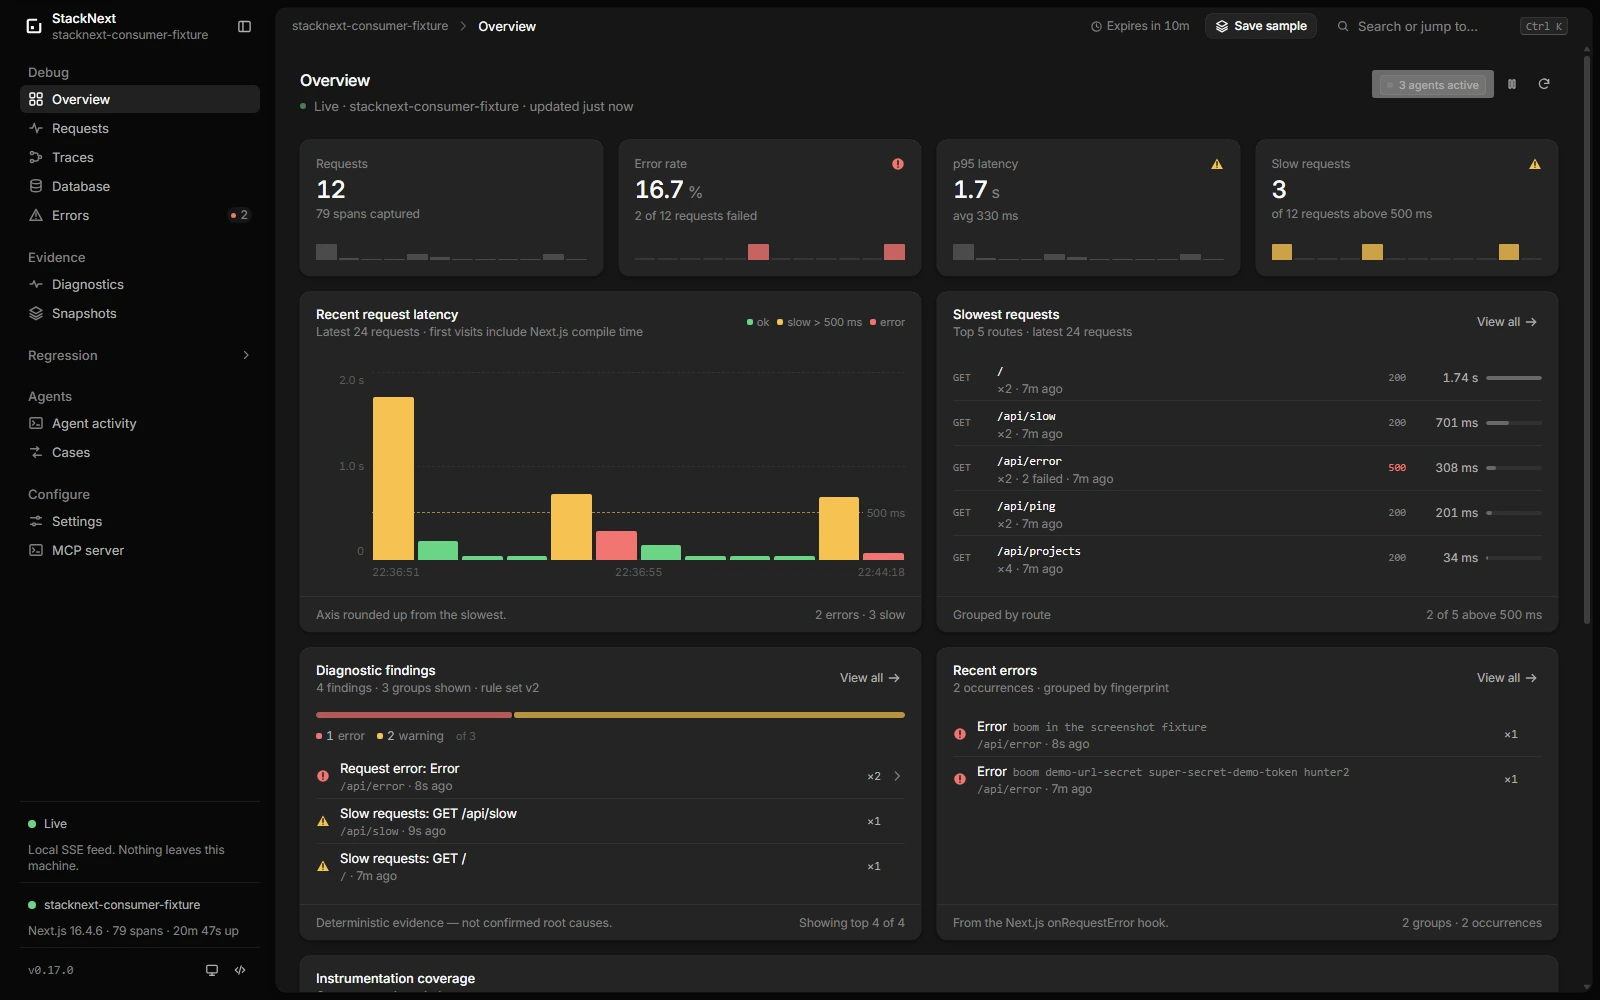 StackNext
stacknext-consumer-fixture
Debug
Overview
Requests
Traces
Database
Errors
2
Evidence
Diagnostics
Snapshots
Regression
Agents
Agent activity
Cases
Configure
Settings
MCP server
Live
Local SSE feed. Nothing leaves this
machine.
stacknext-consumer-fixture
Next.js 16.4.6 · 79 spans · 20m 47s up
v0.17.0
stacknext-consumer-fixture
Overview
Expires in 10m
Save sample
Search or jump to...
Ctrl K
Overview
Live · stacknext-consumer-fixture · updated just now
3 agents active
Requests
12
79 spans captured
Error rate
16.7 %
2 of 12 requests failed
p95 latency
1.7 s
avg 330 ms
Slow requests
3
of 12 requests above 500 ms
Recent request latency
Latest 24 requests · first visits include Next.js compile time
ok
slow > 500 ms
error
2.0 s
1.0 s
500 ms
0
22:36:51
22:36:55
22:44:18
Axis rounded up from the slowest.
2 errors · 3 slow
Slowest requests
Top 5 routes · latest 24 requests
View all →
GET / 200 1.74 s
×2 · 7m ago
GET /api/slow 200 701 ms
×2 · 7m ago
GET /api/error 500 308 ms
×2 · 2 failed · 7m ago
GET /api/ping 200 201 ms
×2 · 7m ago
GET /api/projects 200 34 ms
×4 · 7m ago
Grouped by route
2 of 5 above 500 ms
Diagnostic findings
4 findings · 3 groups shown · rule set v2
View all →
1 error
2 warning
of 3
Request error: Error
/api/error · 8s ago
×2
Slow requests: GET /api/slow
/api/slow · 9s ago
×1
Slow requests: GET /
/ · 7m ago
×1
Deterministic evidence — not confirmed root causes.
Showing top 4 of 4
Recent errors
2 occurrences · grouped by fingerprint
View all →
Error boom in the screenshot fixture
/api/error · 8s ago
×1
Error boom demo-url-secret super-secret-demo-token hunter2
/api/error · 7m ago
×1
From the Next.js onRequestError hook.
2 groups · 2 occurrences
Instrumentation coverage